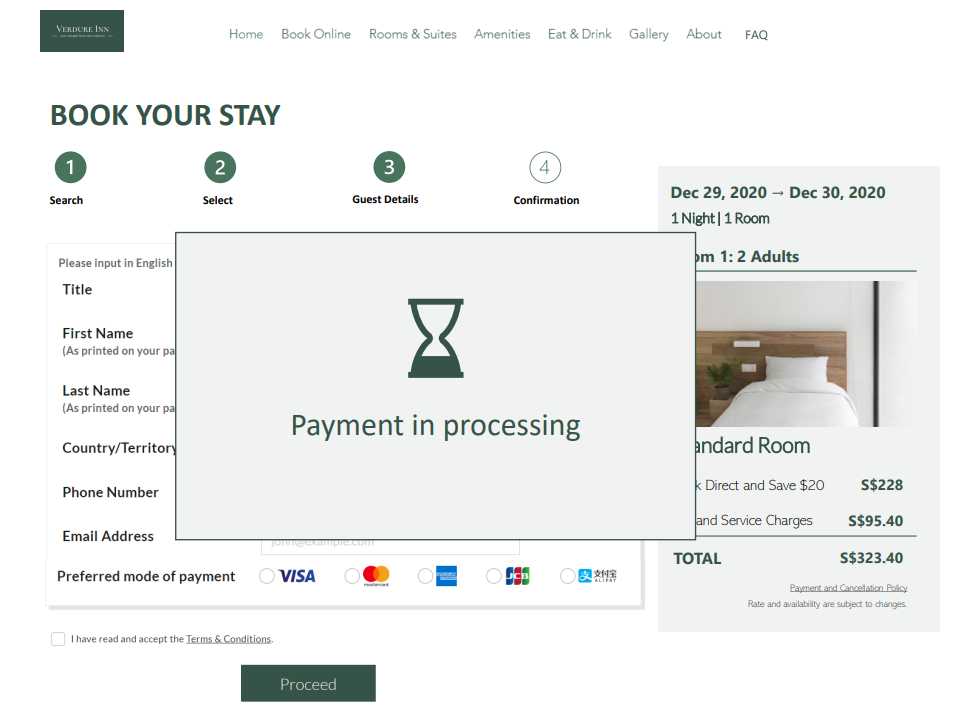 VERDURE INN
Home Book Online Rooms & Suites Amenities Eat & Drink Gallery About FAQ
BOOK YOUR STAY
1 2 3 4
Search Select Guest Details Confirmation
Dec 29, 2020 → Dec 30, 2020
1 Night | 1 Room
om 1: 2 Adults
Please input in English
Title
First Name
(As printed on your pa
Last Name
(As printed on your pa
Country/Territory
Phone Number
Email Address
john@example.com
Payment in processing
andard Room
k Direct and Save $20 S$228
and Service Charges S$95.40
TOTAL S$323.40
Payment and Cancellation Policy
Rate and availability are subject to changes.
Preferred mode of payment VISA mastercard JCB 支 支付宝
ALIPAY
I have read and accept the Terms & Conditions.
Proceed